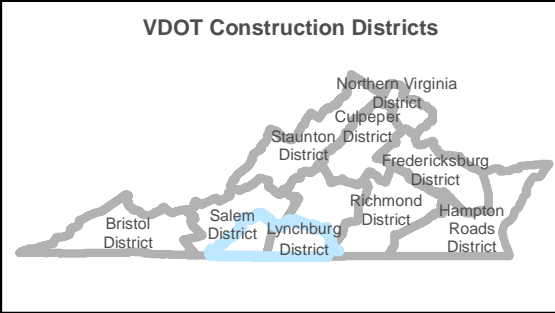 VDOT Construction Districts
Northern Virginia
District
Culpeper
District
Staunton
District
Fredericksburg
District
Richmond
District
Salem
District
Lynchburg
District
Hampton
Roads
District
Bristol
District